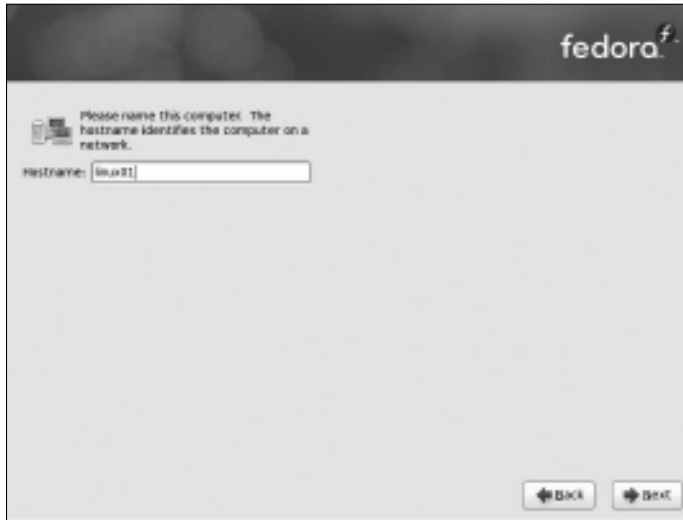 fedora
Please name this computer. The
hostname identifies the computer on a
network.
Hostname: linux01
Back
Next